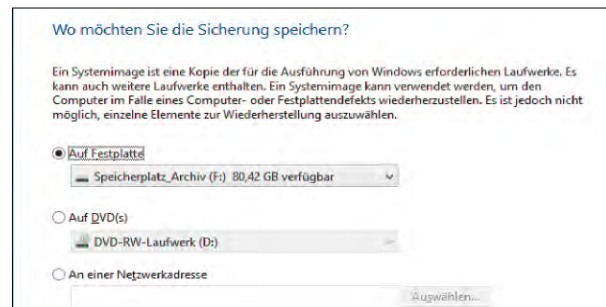 Wo möchten Sie die Sicherung speichern?
Ein Systemimage ist eine Kopie der für die Ausführung von Windows erforderlichen Laufwerke. Es
kann auch weitere Laufwerke enthalten. Ein Systemimage kann verwendet werden, um den
Computer im Falle eines Computer- oder Festplattendefekts wiederherzustellen. Es ist jedoch nicht
möglich, einzelne Elemente zur Wiederherstellung auszuwählen.
Auf Festplatte
Speicherplatz_Archiv (F:) 80,42 GB verfügbar
Auf DVD(s)
DVD-RW-Laufwerk (D:)
An einer Netzwerkadresse
Auswählen...